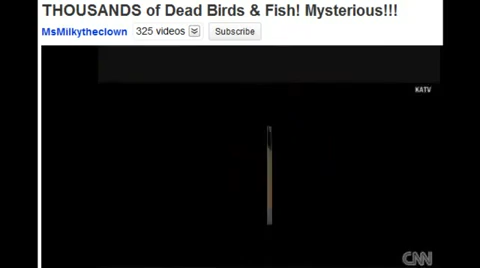 THOUSANDS of Dead Birds & Fish! Mysterious!!!
MsMilkytheclown 325 videos Subscribe
KATV
CNN